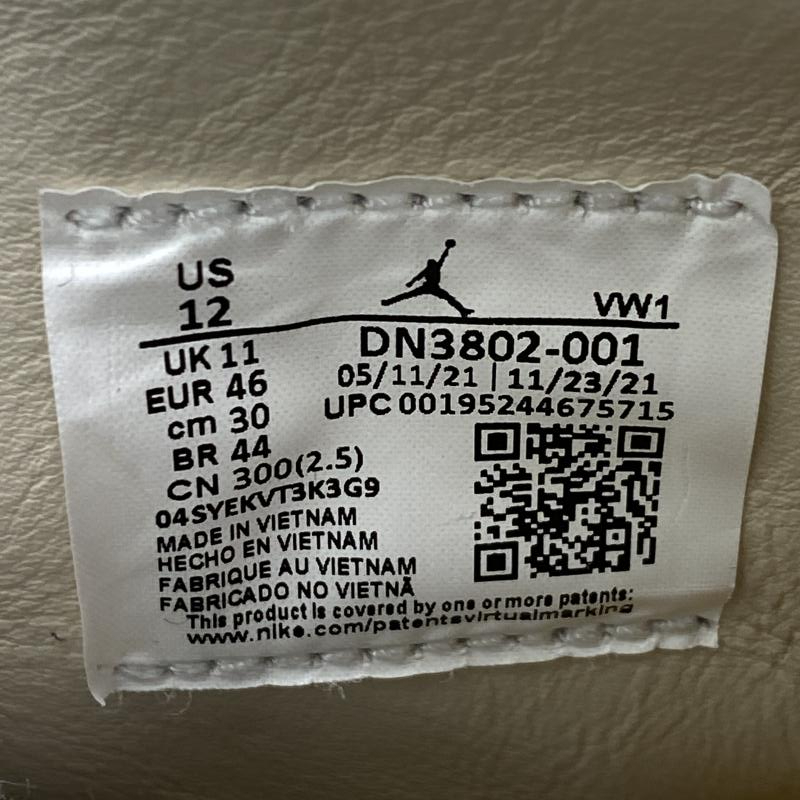 US
12
VW1
UK 11
EUR 46
cm 30
BR 44
CN 300(2.5)
DN3802-001
05/11/21 | 11/23/21
UPC 00195244675715
04SYEKVT3K3G9
MADE IN VIETNAM
HECHO EN VIETNAM
FABRIQUE AU VIETNAM
FABRICADO NO VIETNÃ
This product is covered by one or more patents:
www.nike.com/patentsvirtualmarking